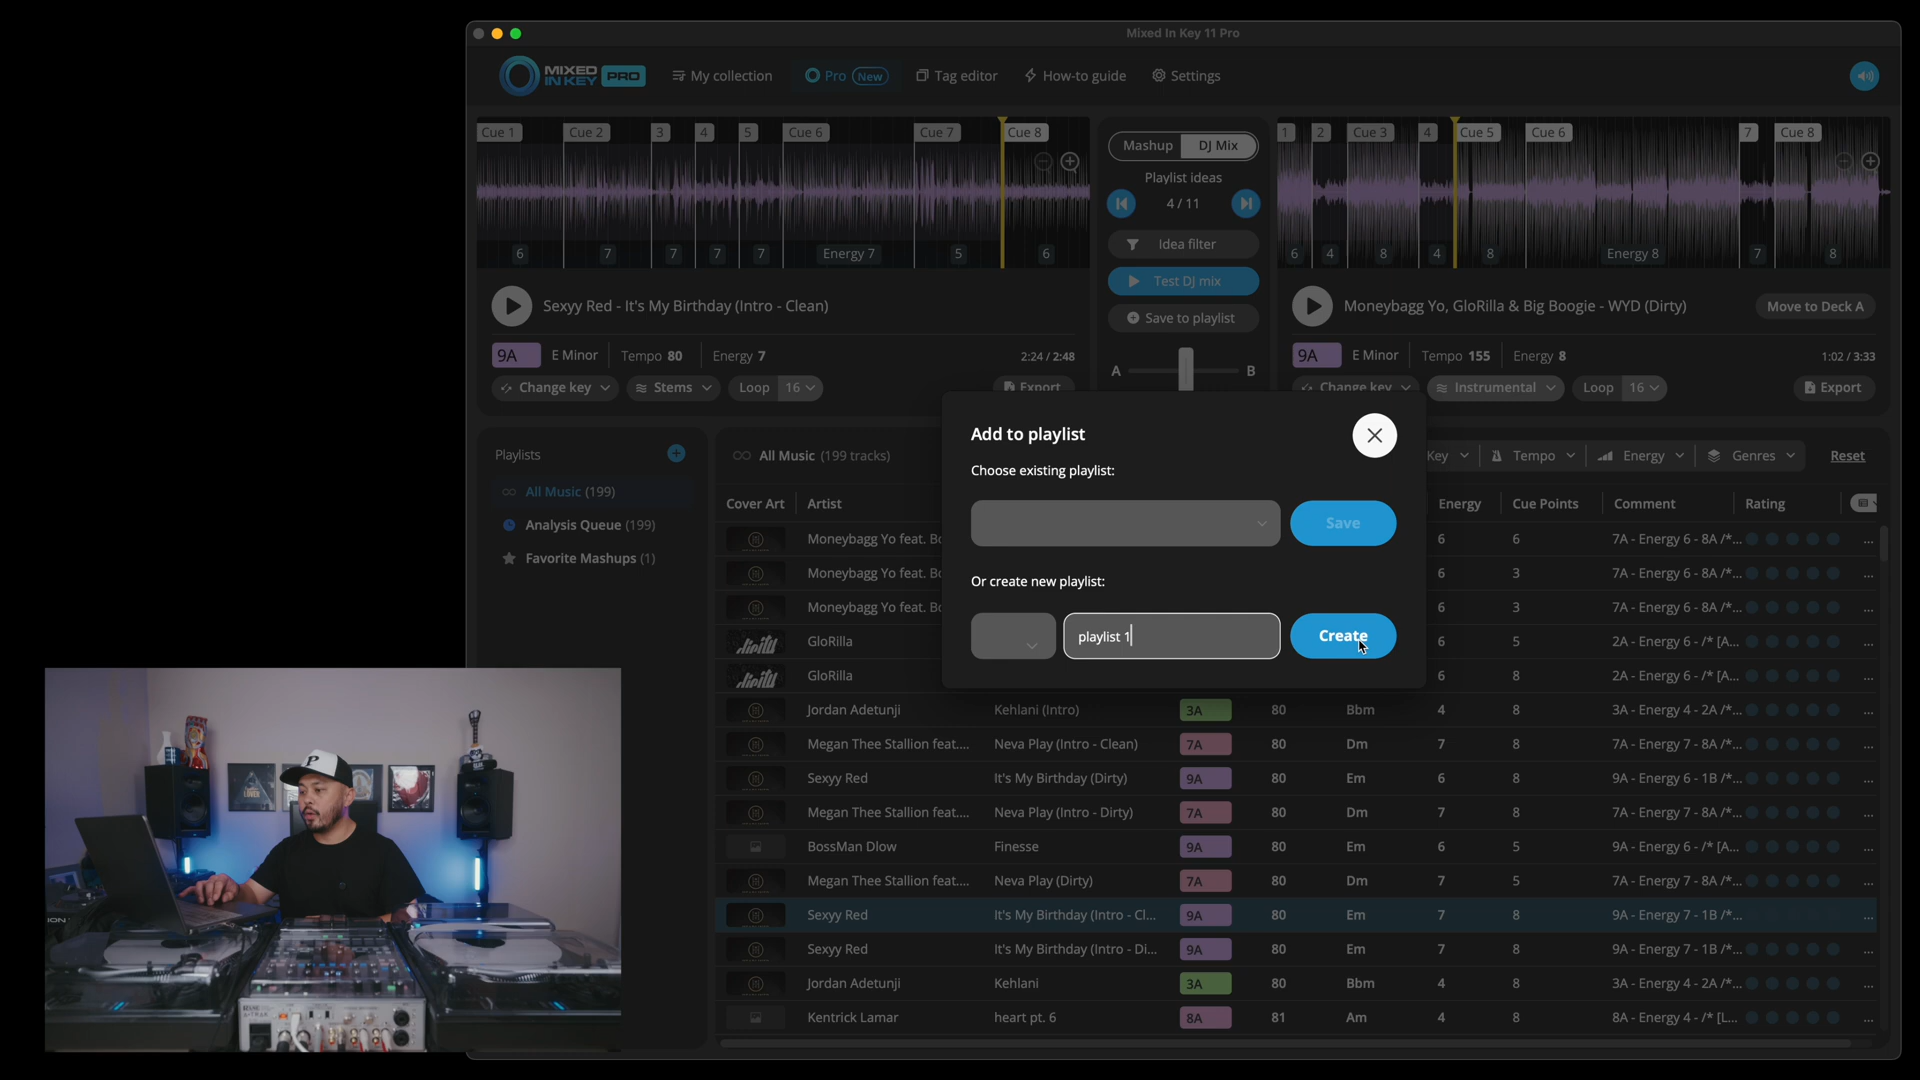 Mixed In Key 11 Pro
MIXED IN KEY PRO
My collection
Pro New
Tag editor
How-to guide
Settings
Cue 1 Cue 2 3 4 5 Cue 6 Cue 7 Cue 8
6 7 7 7 7 Energy 7 5 6
Sexyy Red - It's My Birthday (Intro - Clean)
9A E Minor Tempo 80 Energy 7 2:24 / 2:48
Change key Stems Loop 16 Export
Mashup DJ Mix
Playlist ideas
4 / 11
Idea filter
Test DJ mix
Save to playlist
A B
1 2 Cue 3 4 Cue 5 Cue 6 7 Cue 8
6 4 8 4 8 Energy 8 7 8
Moneybagg Yo, GloRilla & Big Boogie - WYD (Dirty) Move to Deck A
9A E Minor Tempo 155 Energy 8 1:02 / 3:33
Change key Instrumental Loop 16 Export
Add to playlist
Choose existing playlist:
Save
Or create new playlist:
playlist 1 Create
Playlists
All Music (199)
Analysis Queue (199)
Favorite Mashups (1)
All Music (199 tracks) Key Tempo Energy Genres Reset
Cover Art Artist Energy Cue Points Comment Rating
Moneybagg Yo feat. Bo 6 6 7A - Energy 6 - 8A /*... ...
Moneybagg Yo feat. Bo 6 3 7A - Energy 6 - 8A /*... ...
Moneybagg Yo feat. Bo 6 3 7A - Energy 6 - 8A /*... ...
GloRilla 6 5 2A - Energy 6 - /* [A... ...
GloRilla 6 8 2A - Energy 6 - /* [A... ...
Jordan Adetunji Kehlani (Intro) 3A 80 Bbm 4 8 3A - Energy 4 - 2A /*... ...
Megan Thee Stallion feat.... Neva Play (Intro - Clean) 7A 80 Dm 7 8 7A - Energy 7 - 8A /*... ...
Sexyy Red It's My Birthday (Dirty) 9A 80 Em 6 8 9A - Energy 6 - 1B /*... ...
Megan Thee Stallion feat.... Neva Play (Intro - Dirty) 7A 80 Dm 7 8 7A - Energy 7 - 8A /*... ...
BossMan Dlow Finesse 9A 80 Em 6 5 9A - Energy 6 - /* [A... ...
Megan Thee Stallion feat.... Neva Play (Dirty) 7A 80 Dm 7 5 7A - Energy 7 - 8A /*... ...
Sexyy Red It's My Birthday (Intro - Cl... 9A 80 Em 7 8 9A - Energy 7 - 1B /*... ...
Sexyy Red It's My Birthday (Intro - Di... 9A 80 Em 7 8 9A - Energy 7 - 1B /*... ...
Jordan Adetunji Kehlani 3A 80 Bbm 4 8 3A - Energy 4 - 2A /*... ...
Kentrick Lamar heart pt. 6 8A 81 Am 4 8 8A - Energy 4 - /* [L... ...
P